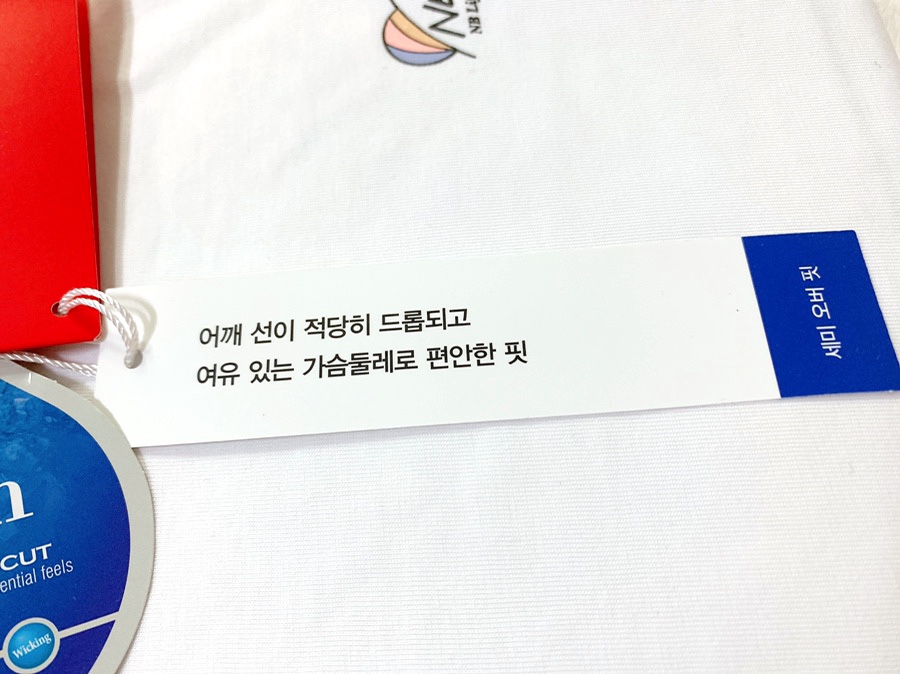 어깨 선이 적당히 드롭되고
여유 있는 가슴둘레로 편안한 핏
세미 오버 핏
CUT
feels
Wicking